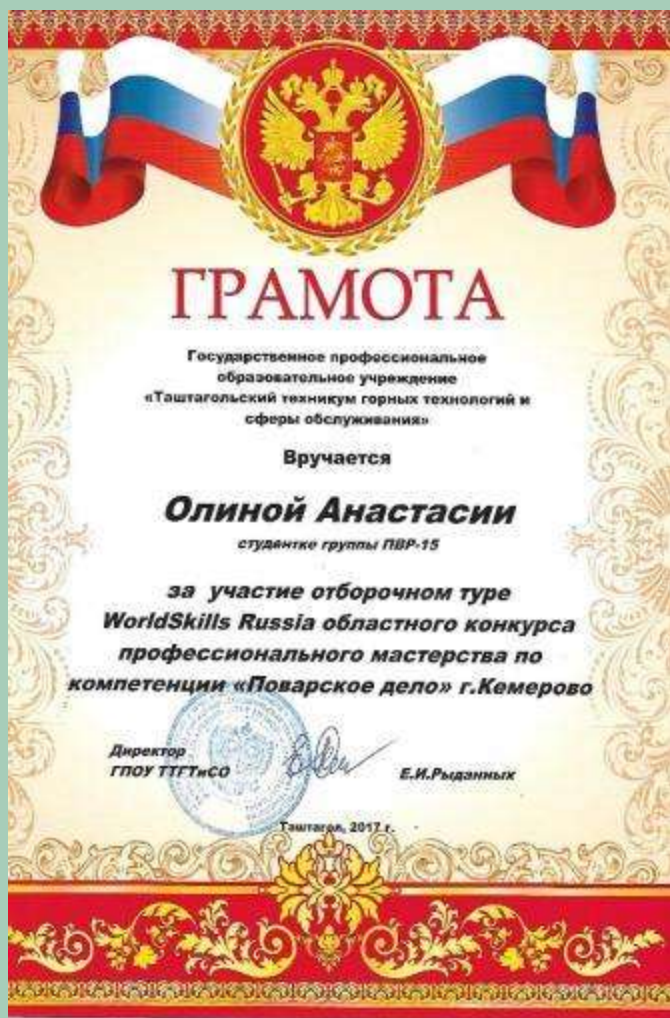 ГРАМОТА
Государственное профессиональное
образовательное учреждение
«Таштагольский техникум горных технологий и
сферы обслуживания»
Вручается
Олиной Анастасии
студентке группы ПВР-15
за участие отборочном туре
WorldSkills Russia областного конкурса
профессионального мастерства по
компетенции «Поварское дело» г.Кемерово
Директор
ГПОУ ТТГТиСО
Е.И.Рыданных
Таштагол, 2017 г.